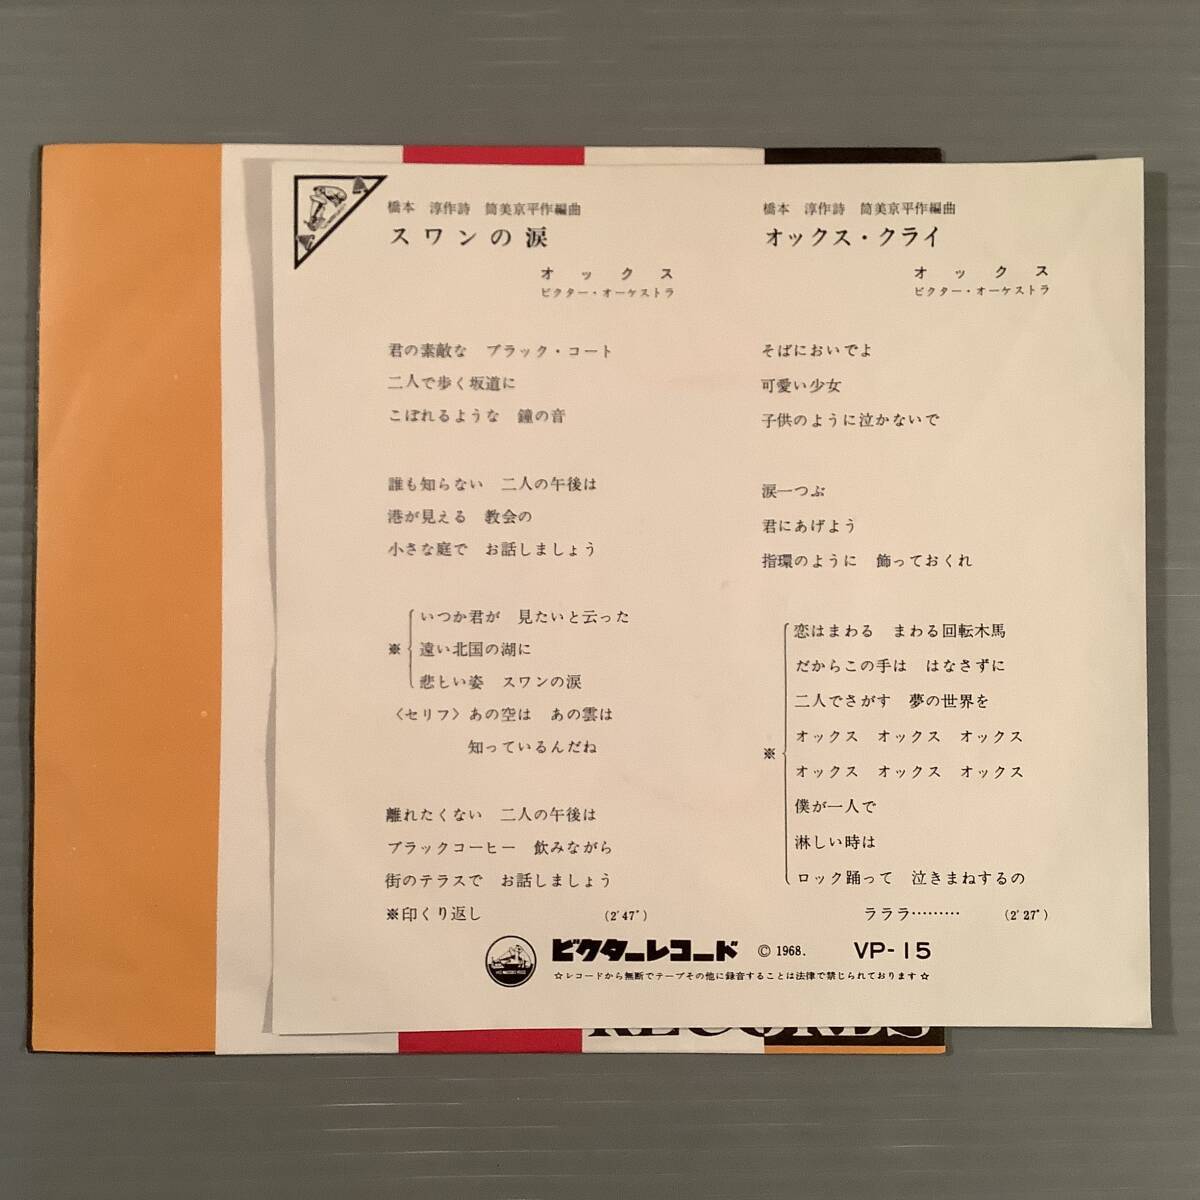 橋本 淳作詩 筒美京平作編曲
スワンの涙
オックス
ビクター・オーケストラ
君の素敵な ブラック・コート
二人で歩く坂道に
こぼれるような 鐘の音
誰も知らない 二人の午後は
港が見える 教会の
小さな庭で お話しましょう
いつか君が 見たいと云った
※ 遠い北国の湖に
悲しい姿 スワンの涙
〈セリフ〉あの空は あの雲は
知っているんだね
離れたくない 二人の午後は
ブラックコーヒー 飲みながら
街のテラスで お話しましょう
※印くり返し (2'47")
橋本 淳作詩 筒美京平作編曲
オックス・クライ
オックス
ビクター・オーケストラ
そばにおいでよ
可愛い少女
子供のように泣かないで
涙一つぶ
君にあげよう
指環のように 飾っておくれ
恋はまわる まわる回転木馬
だからこの手は はなさずに
二人でさがす 夢の世界を
オックス オックス オックス
※
オックス オックス オックス
僕が一人で
淋しい時は
ロック踊って 泣きまねするの
ラララ……… (2'27")
ビクターレコード © 1968. VP-15
☆レコードから無断でテープその他に録音することは法律で禁じられております☆
RECORDS